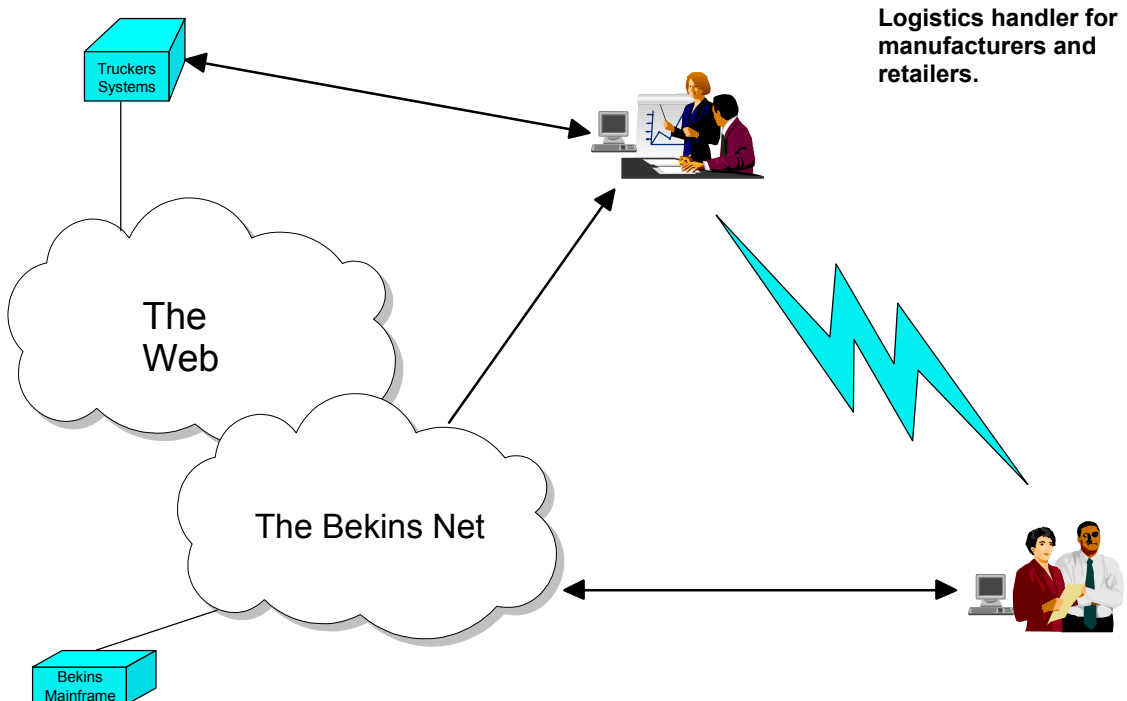 Logistics handler for
manufacturers and
retailers.
Truckers
Systems
The
Web
The Bekins Net
Bekins
Mainframe